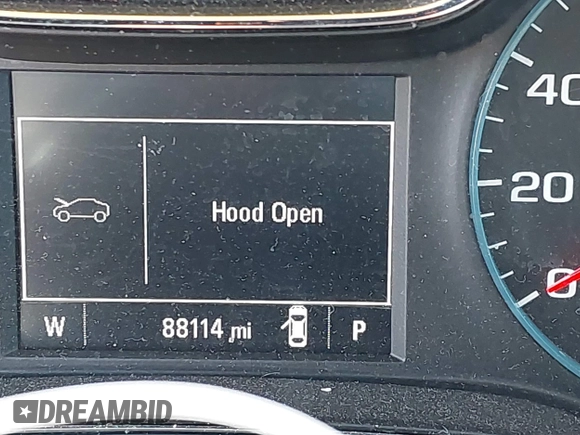 40
20
0
Hood Open
W 88114 mi P
DREAMBID